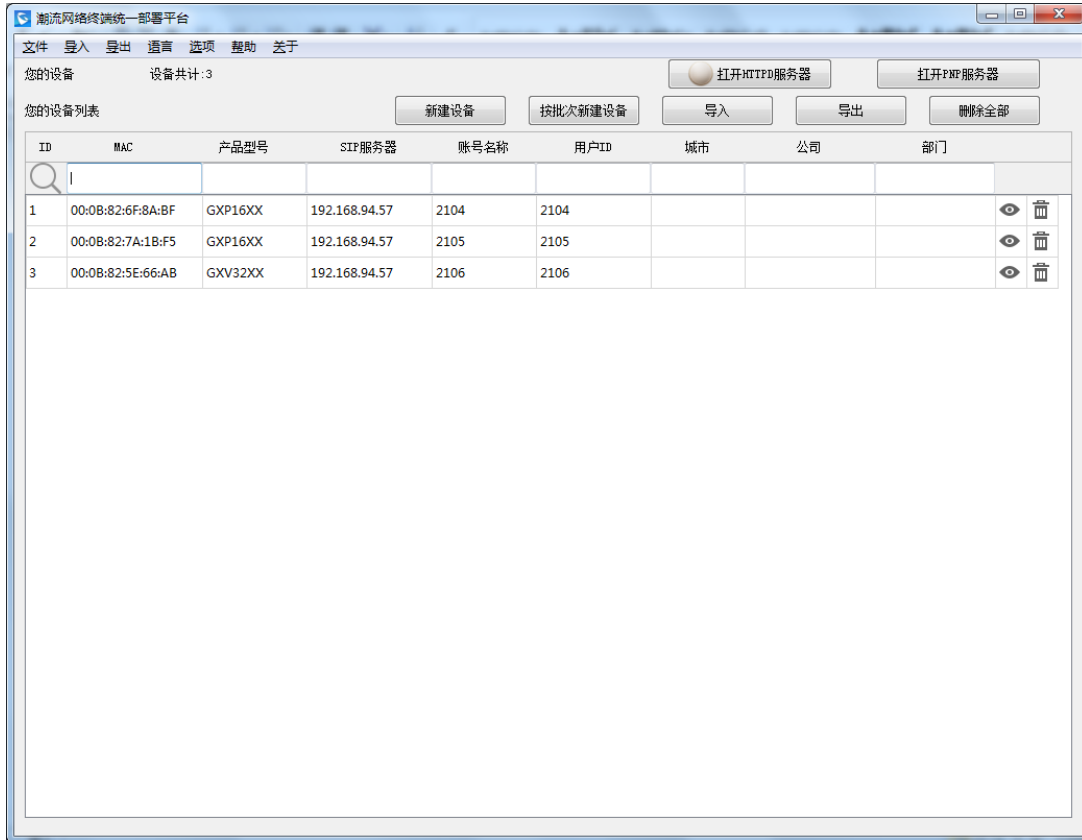 潮流网络终端统一部署平台
文件 导入 导出 语言 选项 帮助 关于
您的设备 设备共计:3 打开HTTPD服务器 打开PNP服务器
您的设备列表 新建设备 按批次新建设备 导入 导出 删除全部
ID MAC 产品型号 SIP服务器 账号名称 用户ID 城市 公司 部门
1 00:0B:82:6F:8A:BF GXP16XX 192.168.94.57 2104 2104
2 00:0B:82:7A:1B:F5 GXP16XX 192.168.94.57 2105 2105
3 00:0B:82:5E:66:AB GXV32XX 192.168.94.57 2106 2106